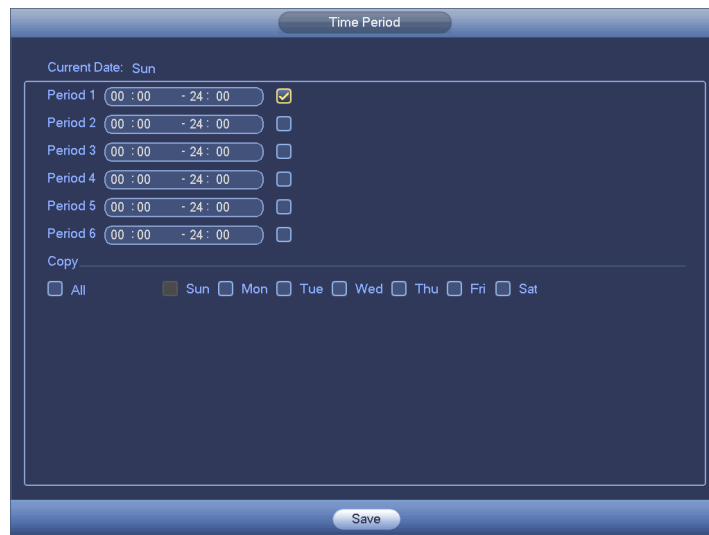 Time Period
Current Date: Sun
Period 1 00 : 00 - 24 : 00
Period 2 00 : 00 - 24 : 00
Period 3 00 : 00 - 24 : 00
Period 4 00 : 00 - 24 : 00
Period 5 00 : 00 - 24 : 00
Period 6 00 : 00 - 24 : 00
Copy
All Sun Mon Tue Wed Thu Fri Sat
Save